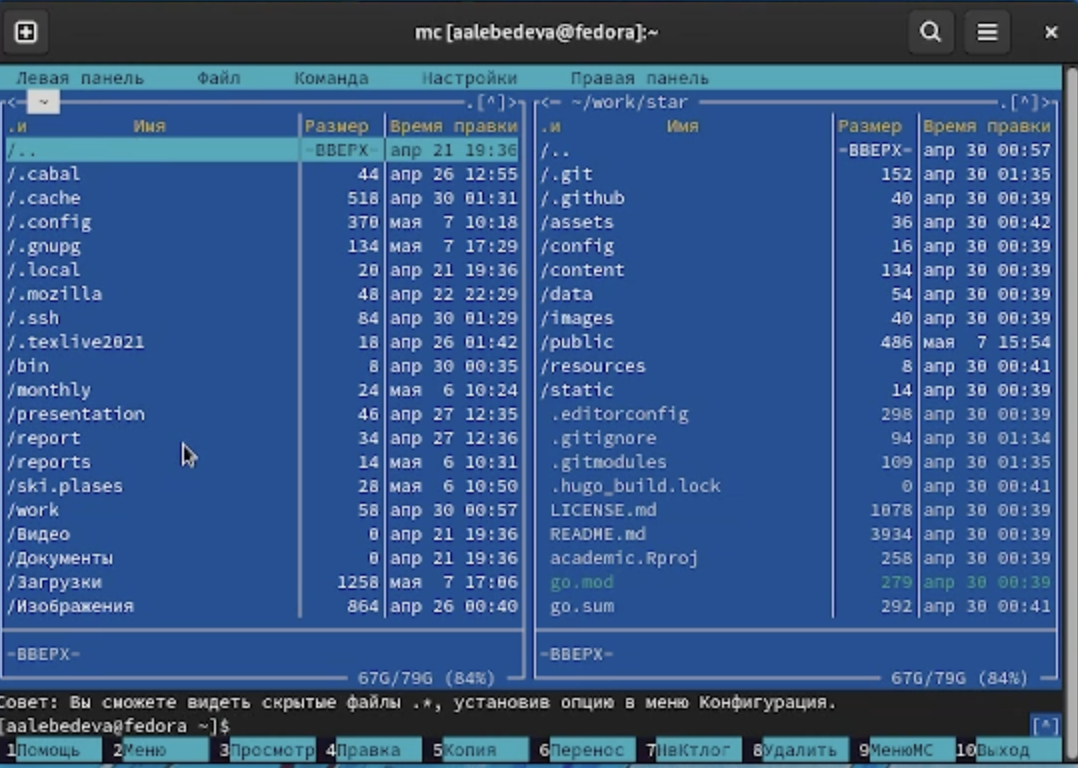 mc [aalebedeva@fedora]:~
Левая панель Файл Команда Настройки Правая панель
<─ ~ .[^]>
.и Имя Размер Время правки
/.. -ВВЕРХ- апр 21 19:36
/.cabal 44 апр 26 12:55
/.cache 518 апр 30 01:31
/.config 370 мая 7 10:18
/.gnupg 134 мая 7 17:29
/.local 20 апр 21 19:36
/.mozilla 48 апр 22 22:29
/.ssh 84 апр 30 01:29
/.texlive2021 18 апр 26 01:42
/bin 8 апр 30 00:35
/monthly 24 мая 6 10:24
/presentation 46 апр 27 12:35
/report 34 апр 27 12:36
/reports 14 мая 6 10:31
/ski.plases 28 мая 6 10:50
/work 58 апр 30 00:57
/Видео 0 апр 21 19:36
/Документы 0 апр 21 19:36
/Загрузки 1258 мая 7 17:06
/Изображения 864 апр 26 00:40
-ВВЕРХ-
67G/79G (84%)
<─ ~/work/star .[^]>
.и Имя Размер Время правки
/.. -ВВЕРХ- апр 30 00:57
/.git 152 апр 30 01:35
/.github 40 апр 30 00:39
/assets 36 апр 30 00:42
/config 16 апр 30 00:39
/content 134 апр 30 00:39
/data 54 апр 30 00:39
/images 40 апр 30 00:39
/public 486 мая 7 15:54
/resources 8 апр 30 00:41
/static 14 апр 30 00:39
.editorconfig 298 апр 30 00:39
.gitignore 94 апр 30 01:34
.gitmodules 109 апр 30 01:35
.hugo_build.lock 0 апр 30 00:41
LICENSE.md 1078 апр 30 00:39
README.md 3934 апр 30 00:39
academic.Rproj 258 апр 30 00:39
go.mod 279 апр 30 00:39
go.sum 292 апр 30 00:41
-ВВЕРХ-
67G/79G (84%)
Совет: Вы сможете видеть скрытые файлы .*, установив опцию в меню Конфигурация.
[aalebedeva@fedora ~]$ [^]
1Помощь 2Меню 3Просмотр 4Правка 5Копия 6Перенос 7НвКтлог 8Удалить 9МенюMC 10Выход